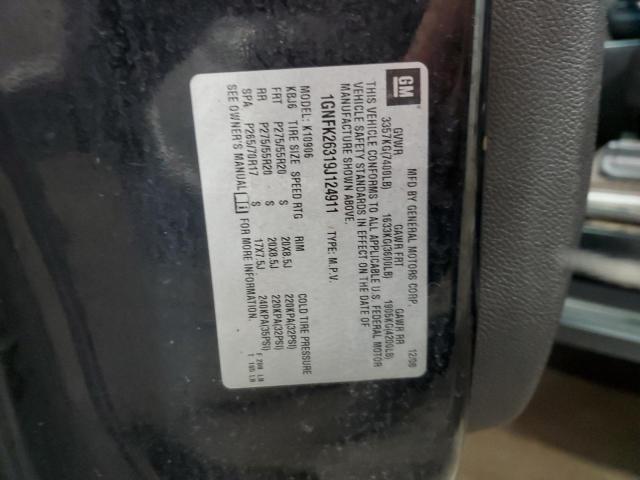 GM
MFD BY GENERAL MOTORS CORP. 12/08
GVWR GAWR FRT GAWR RR
3357KG(7400LB) 1633KG(3600LB) 1905KG(4200LB)
THIS VEHICLE CONFORMS TO ALL APPLICABLE U.S. FEDERAL MOTOR
VEHICLE SAFETY STANDARDS IN EFFECT ON THE DATE OF
MANUFACTURE SHOWN ABOVE.
1GNFK26319J124911 TYPE: M.P.V.
MODEL: K10906
KBJ6 TIRE SIZE SPEED RTG RIM COLD TIRE PRESSURE
FRT P275/55R20 S 20X8.5J 220KPA(32PSI)
RR P275/55R20 S 20X8.5J 220KPA(32PSI)
SPA P265/70R17 S 17X7.5J 240KPA(35PSI)
SEE OWNER'S MANUAL i FOR MORE INFORMATION.